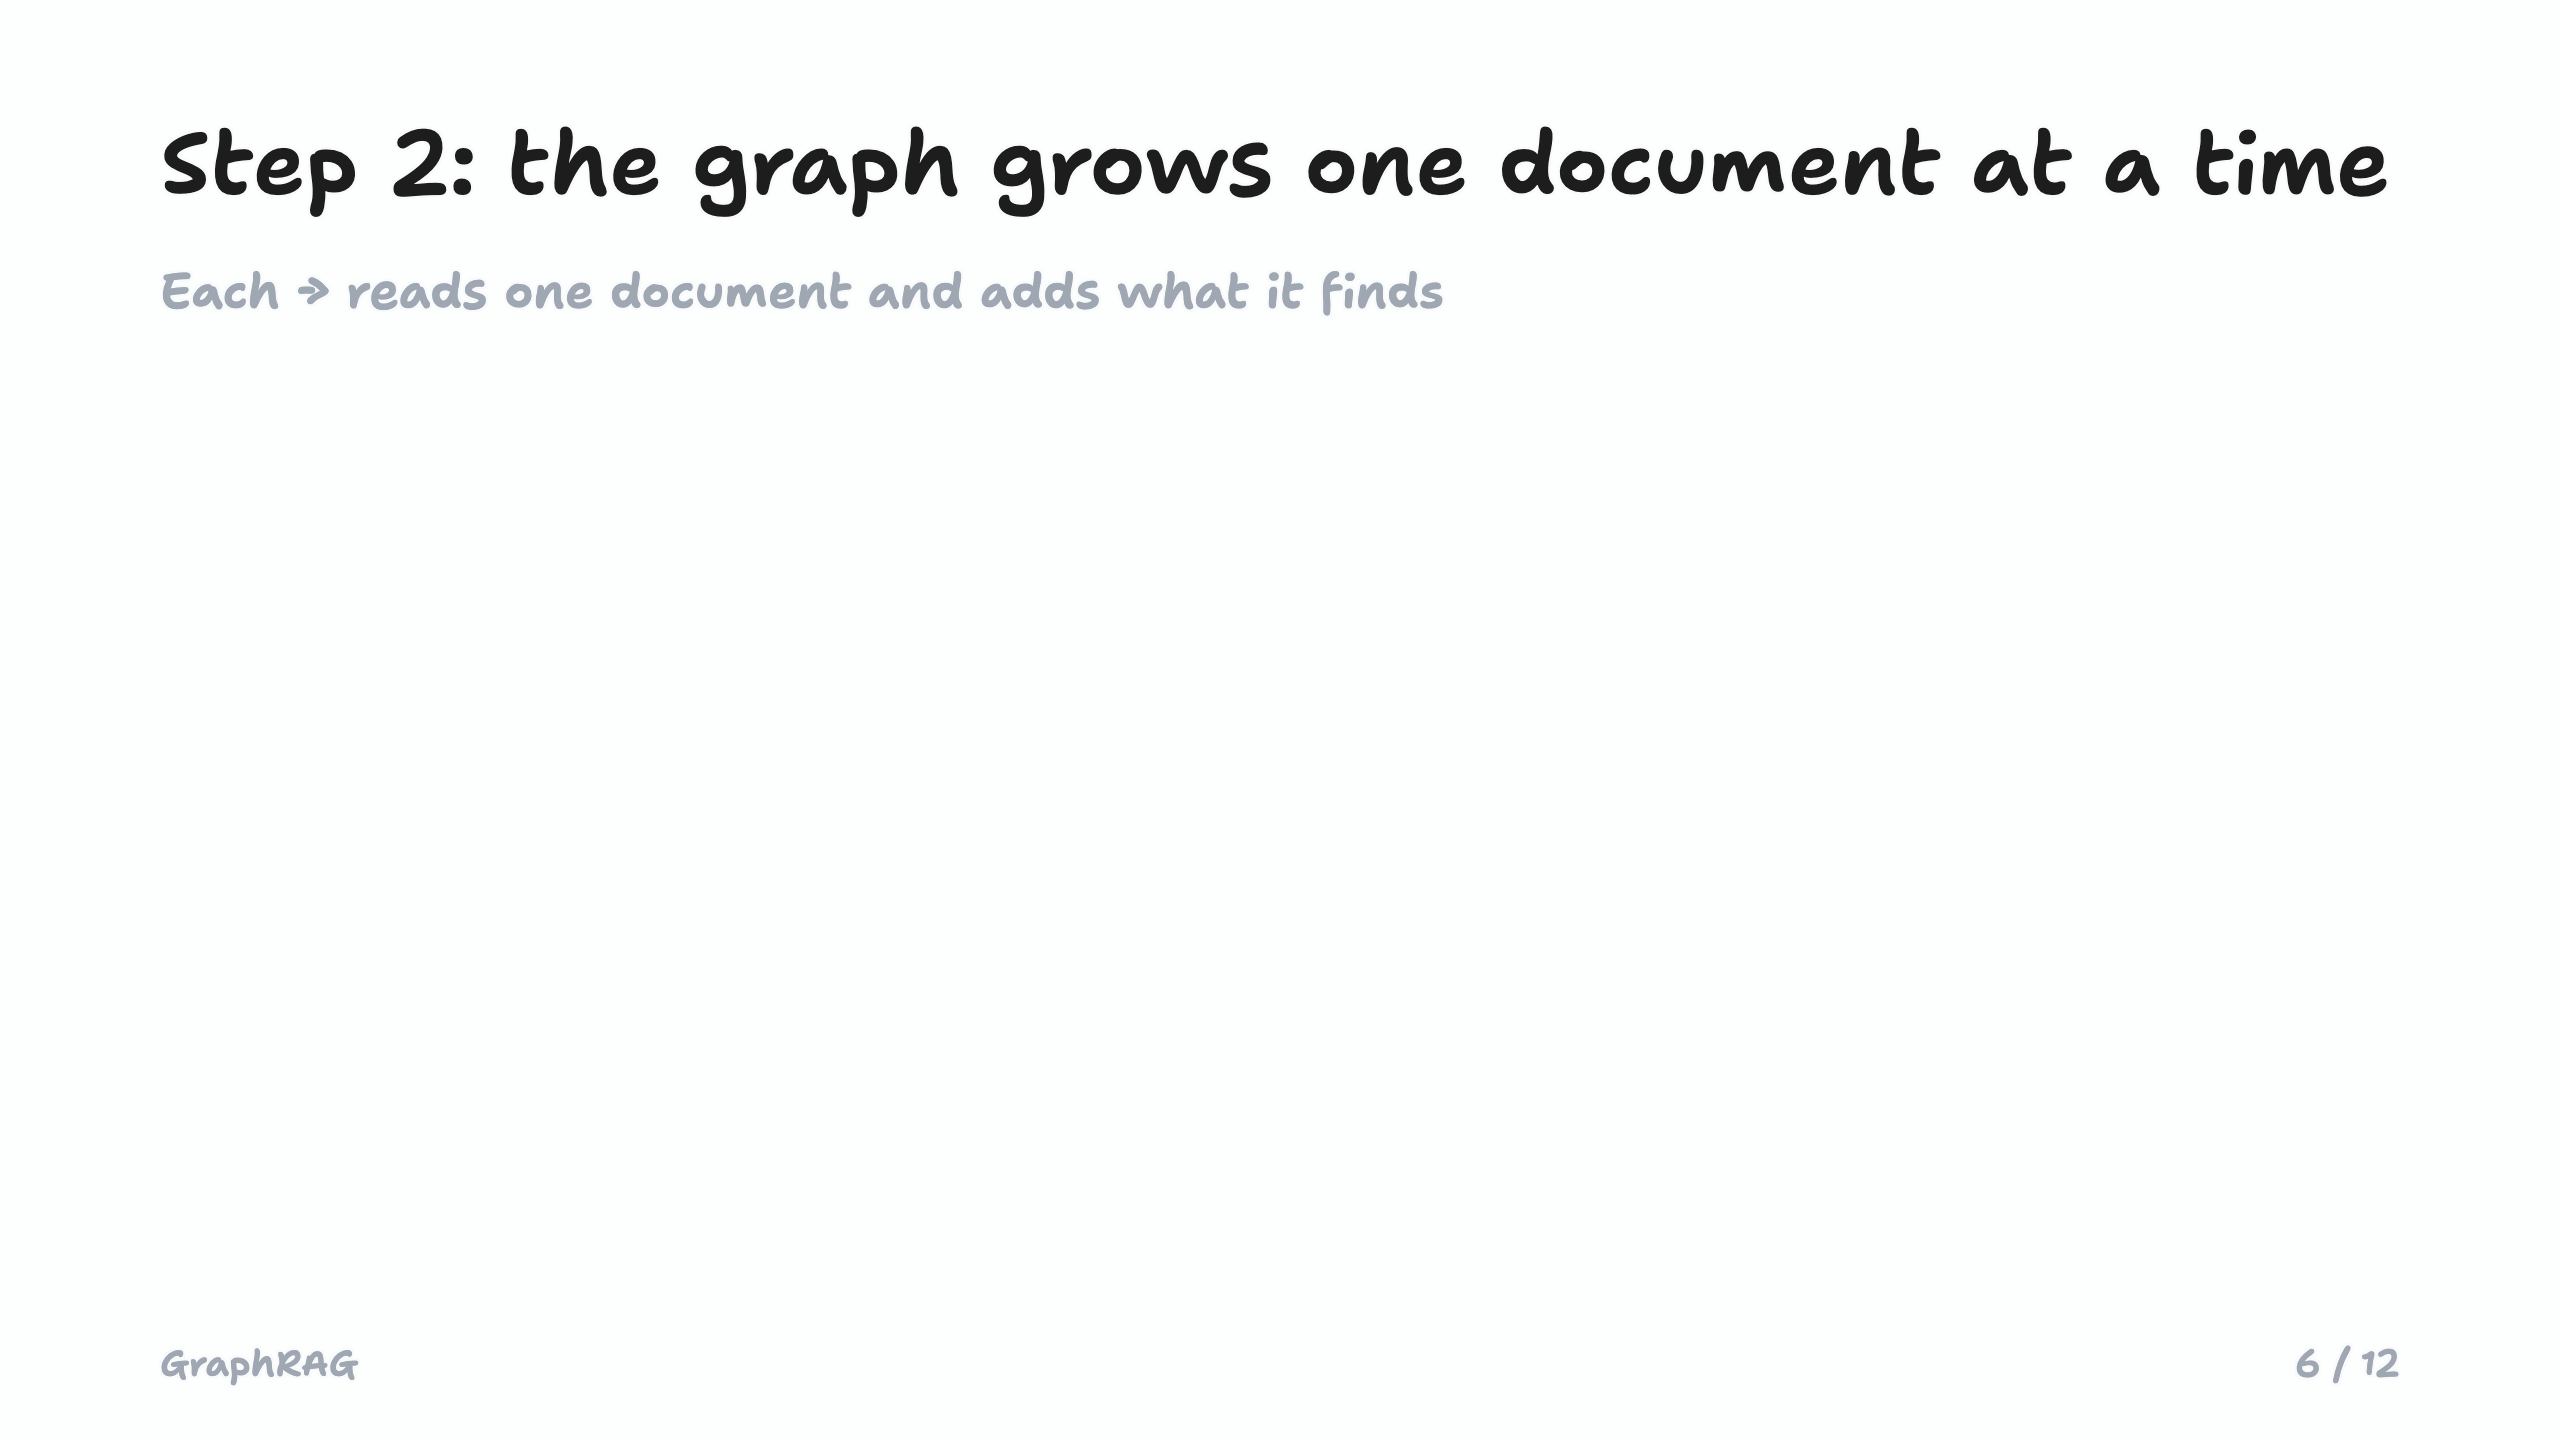 Step 2: the graph grows one document at a time
Each → reads one document and adds what it finds
GraphRAG
6 / 12